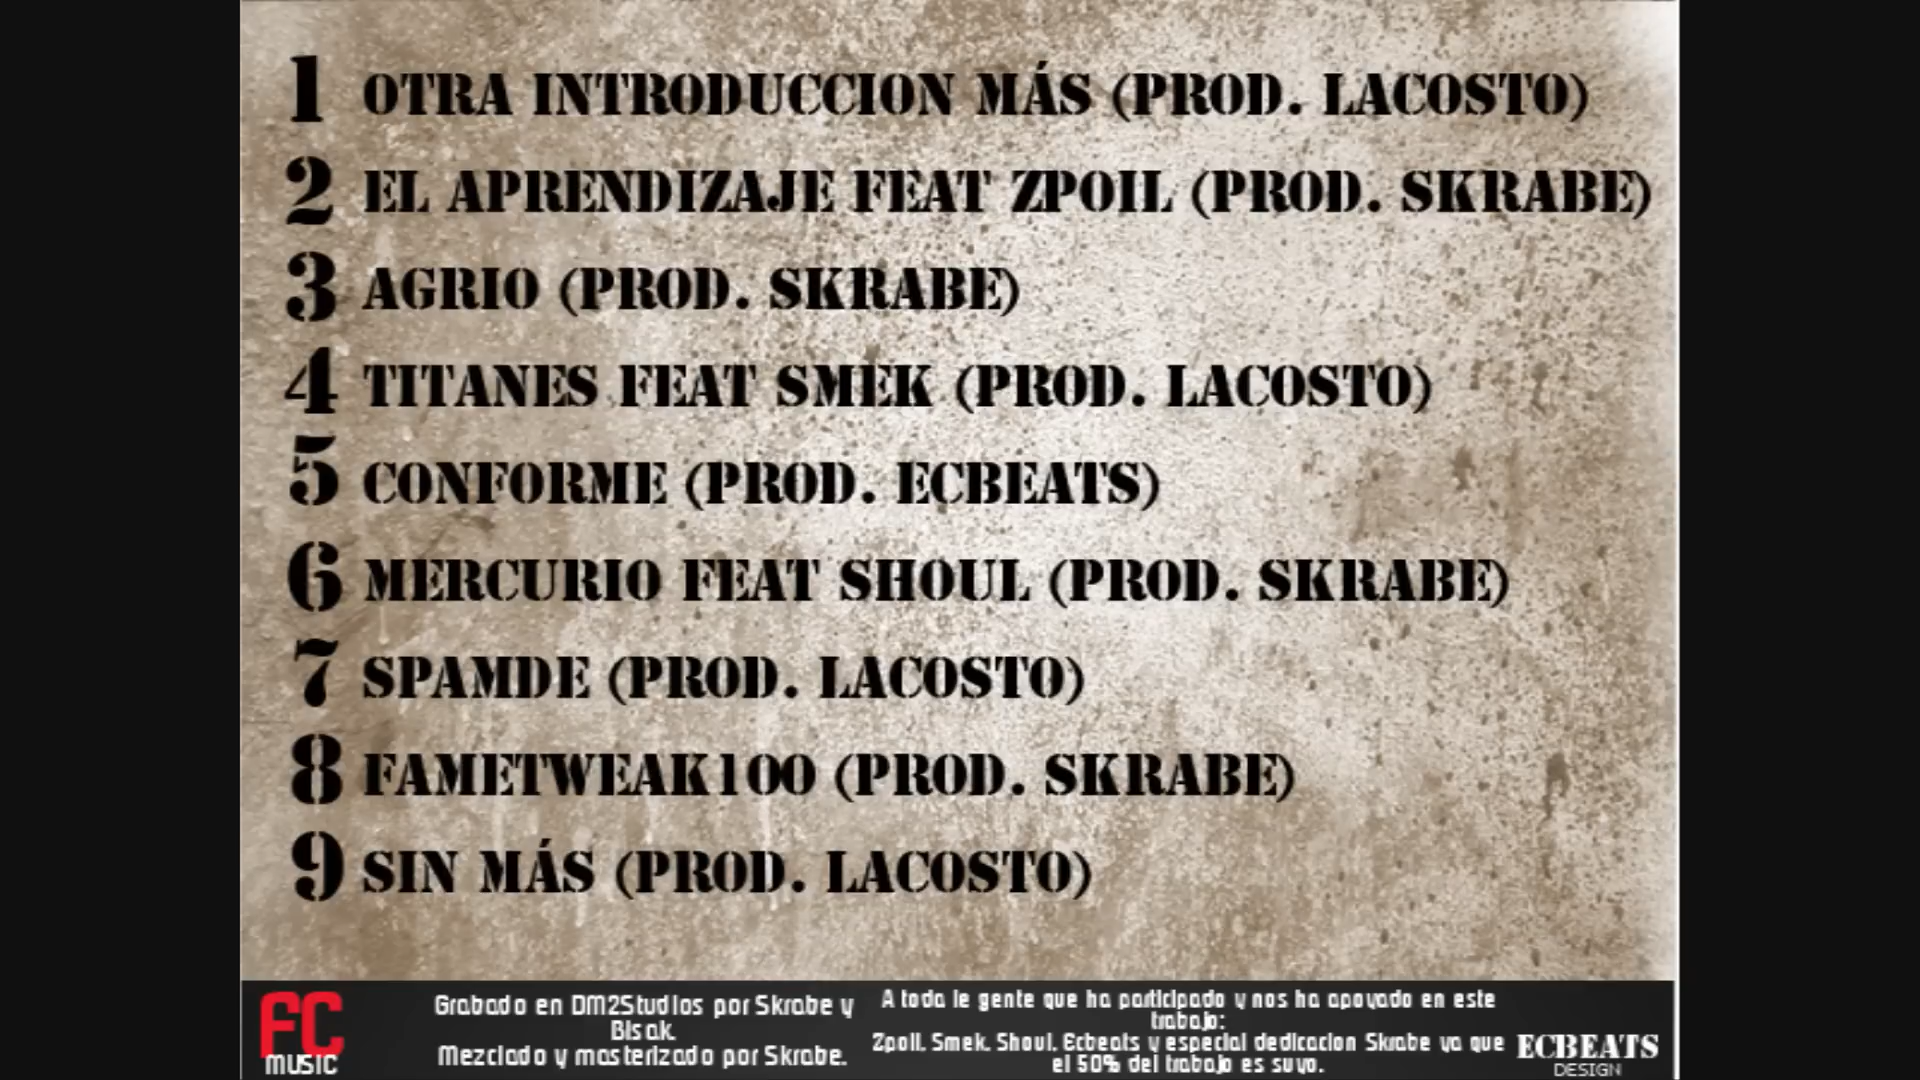 1 OTRA INTRODUCCION MÁS (PROD. LACOSTO)
2 EL APRENDIZAJE FEAT ZPOIL (PROD. SKRABE)
3 AGRIO (PROD. SKRABE)
4 TITANES FEAT SMEK (PROD. LACOSTO)
5 CONFORME (PROD. ECBEATS)
6 MERCURIO FEAT SHOUL (PROD. SKRABE)
7 SPAMDE (PROD. LACOSTO)
8 FAMETWEAK100 (PROD. SKRABE)
9 SIN MÁS (PROD. LACOSTO)
FC
MUSIC
Grabado en DM2Studios por Skrabe y
Bisak.
Mezclado y masterizado por Skrabe.
A toda le gente que ha participado y nos ha apoyado en este
trabajo:
Zpoil, Smek, Shoul, Ecbeats y especial dedicacion Skrabe ya que
el 50% del trabajo es suyo.
ECBEATS
DESIGN